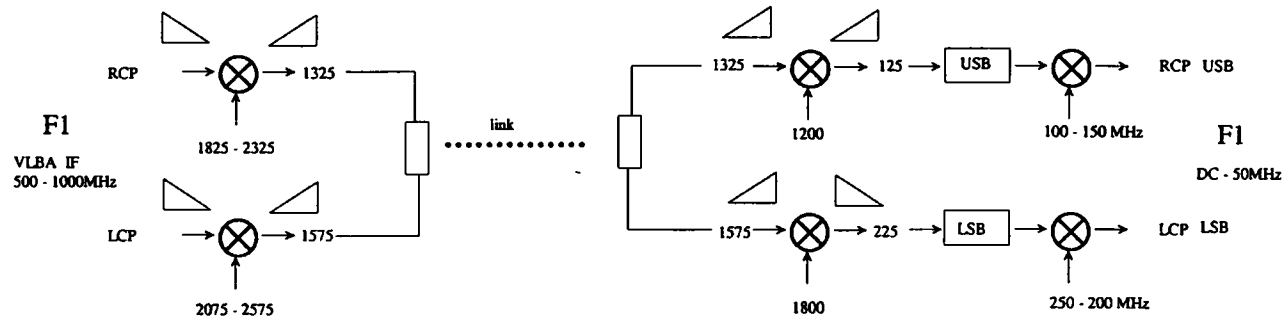 F1
VLBA IF
500 - 1000MHz
RCP
1325
1825 - 2325
LCP
1575
2075 - 2575
link
1325
125
USB
RCP USB
1200
100 - 150 MHz
1575
225
LSB
LCP LSB
1800
250 - 200 MHz
F1
DC - 50MHz